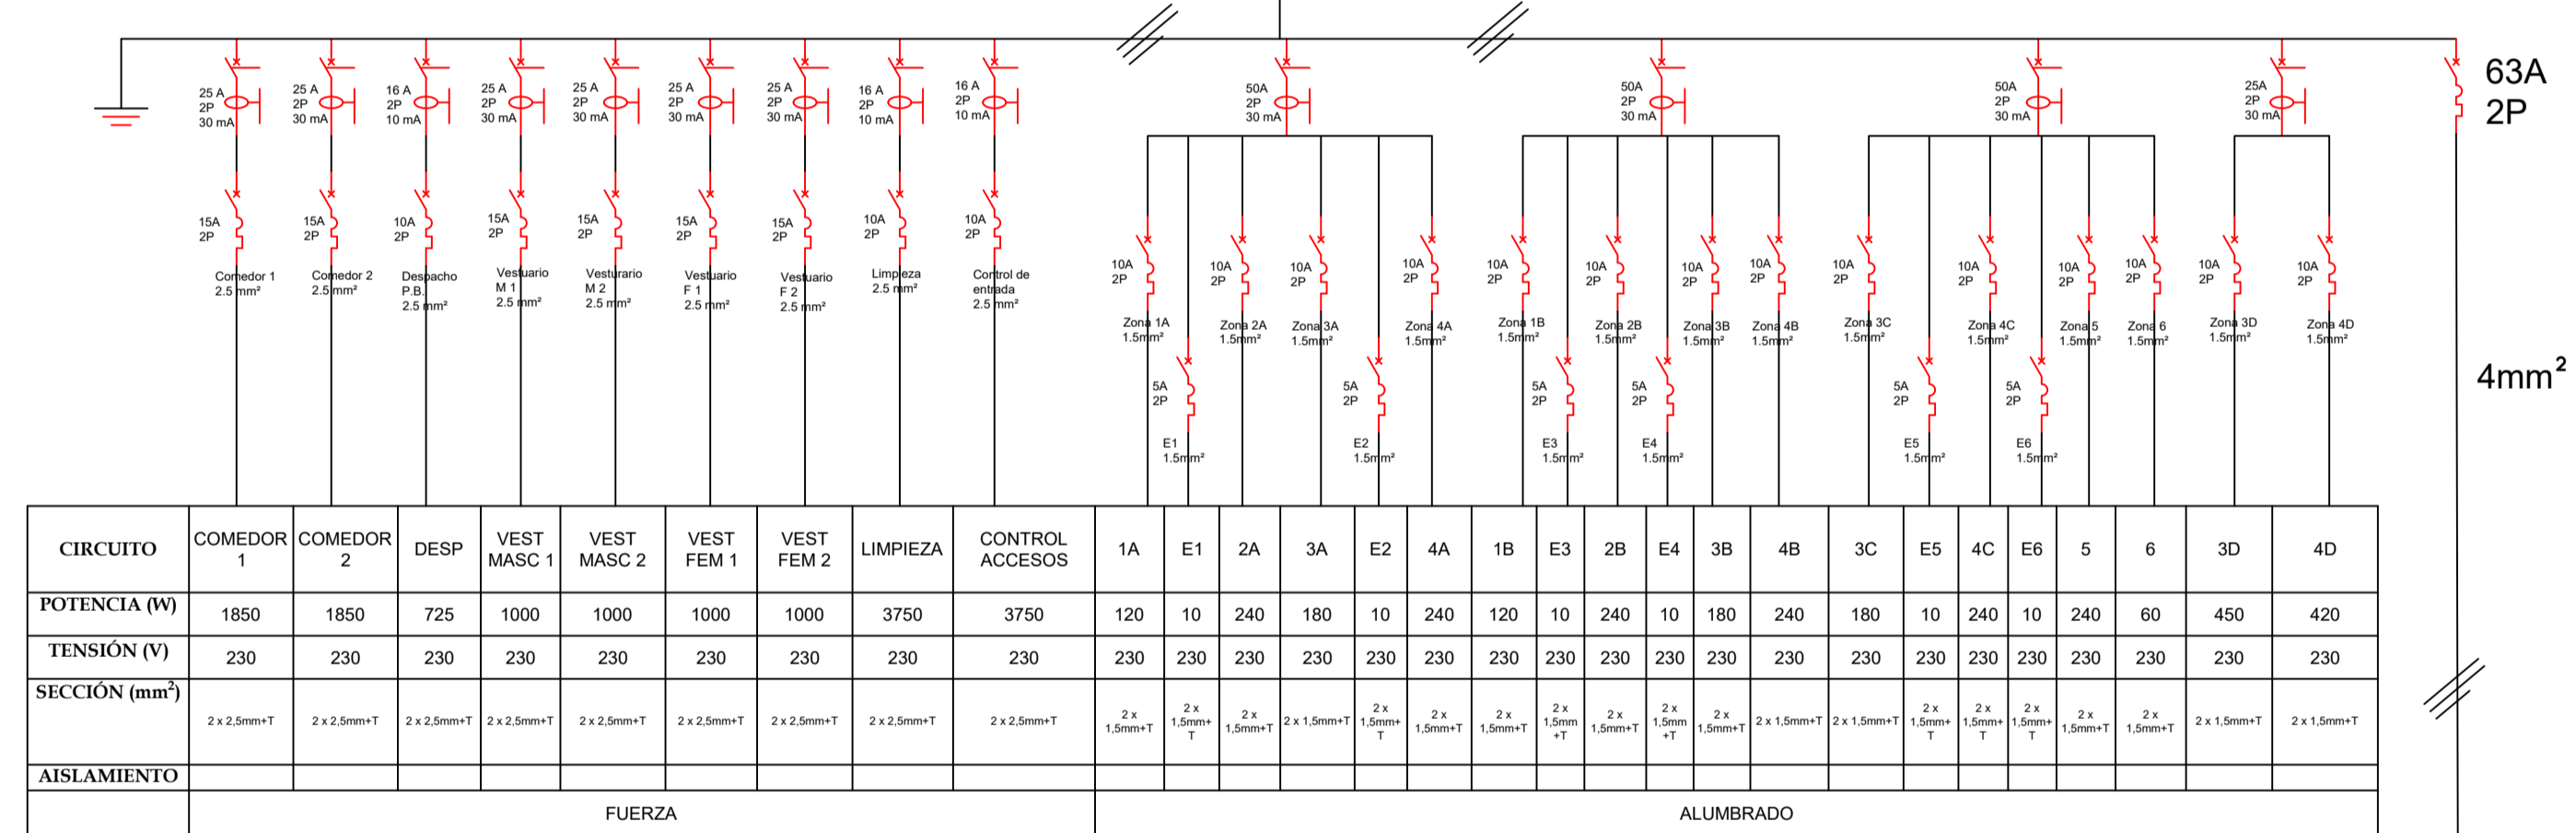 63A
2P
4mm²
25 A
2P
30 mA
25 A
2P
30 mA
16 A
2P
10 mA
25 A
2P
30 mA
25 A
2P
30 mA
25 A
2P
30 mA
25 A
2P
30 mA
16 A
2P
10 mA
16 A
2P
10 mA
50A
2P
30 mA
50A
2P
30 mA
50A
2P
30 mA
25A
2P
30 mA
15A
2P
15A
2P
10A
2P
15A
2P
15A
2P
15A
2P
15A
2P
10A
2P
10A
2P
Comedor 1
2.5 mm²
Comedor 2
2.5 mm²
Despacho
P.B.
2.5 mm²
Vestuario
M 1
2.5 mm²
Vesturario
M 2
2.5 mm²
Vestuario
F 1
2.5 mm²
Vestuario
F 2
2.5 mm²
Limpieza
2.5 mm²
Control de
entrada
2.5 mm²
10A
2P
Zona 1A
1.5mm²
5A
2P
E1
1.5mm²
10A
2P
Zona 2A
1.5mm²
10A
2P
Zona 3A
1.5mm²
5A
2P
E2
1.5mm²
10A
2P
Zona 4A
1.5mm²
10A
2P
Zona 1B
1.5mm²
5A
2P
E3
1.5mm²
10A
2P
Zona 2B
1.5mm²
5A
2P
E4
1.5mm²
10A
2P
Zona 3B
1.5mm²
10A
2P
Zona 4B
1.5mm²
10A
2P
Zona 3C
1.5mm²
5A
2P
E5
1.5mm²
10A
2P
Zona 4C
1.5mm²
5A
2P
E6
1.5mm²
10A
2P
Zona 5
1.5mm²
10A
2P
Zona 6
1.5mm²
10A
2P
Zona 3D
1.5mm²
10A
2P
Zona 4D
1.5mm²
CIRCUITO COMEDOR 1 COMEDOR 2 DESP VEST MASC 1 VEST MASC 2 VEST FEM 1 VEST FEM 2 LIMPIEZA CONTROL ACCESOS 1A E1 2A 3A E2 4A 1B E3 2B E4 3B 4B 3C E5 4C E6 5 6 3D 4D
POTENCIA (W) 1850 1850 725 1000 1000 1000 1000 3750 3750 120 10 240 180 10 240 120 10 240 10 180 240 180 10 240 10 240 60 450 420
TENSIÓN (V) 230 230 230 230 230 230 230 230 230 230 230 230 230 230 230 230 230 230 230 230 230 230 230 230 230 230 230 230 230
SECCIÓN (mm²) 2 x 2,5mm+T 2 x 2,5mm+T 2 x 2,5mm+T 2 x 2,5mm+T 2 x 2,5mm+T 2 x 2,5mm+T 2 x 2,5mm+T 2 x 2,5mm+T 2 x 2,5mm+T 2 x 1,5mm+T 2 x 1,5mm+ T 2 x 1,5mm+T 2 x 1,5mm+T 2 x 1,5mm+ T 2 x 1,5mm+T 2 x 1,5mm+T 2 x 1,5mm +T 2 x 1,5mm+T 2 x 1,5mm +T 2 x 1,5mm+T 2 x 1,5mm+T 2 x 1,5mm+T 2 x 1,5mm+ T 2 x 1,5mm+ T 2 x 1,5mm+ T 2 x 1,5mm+T 2 x 1,5mm+T 2 x 1,5mm+T 2 x 1,5mm+T
AISLAMIENTO
FUERZA ALUMBRADO